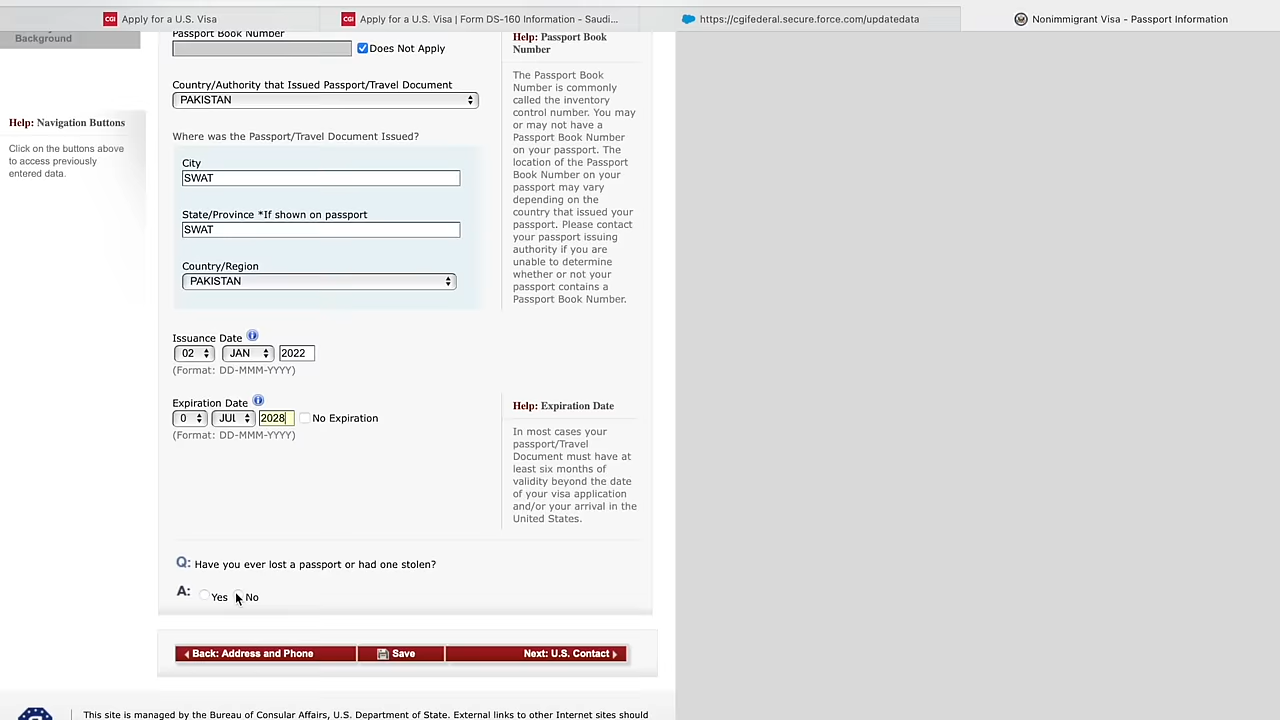 Apply for a U.S. Visa
Apply for a U.S. Visa | Form DS-160 Information - Saudi...
https://cgifederal.secure.force.com/updatedata
Nonimmigrant Visa - Passport Information
Background
Help: Navigation Buttons
Click on the buttons above
to access previously
entered data.
Passport Book Number
Does Not Apply
Country/Authority that Issued Passport/Travel Document
PAKISTAN
Where was the Passport/Travel Document Issued?
City
SWAT
State/Province *If shown on passport
SWAT
Country/Region
PAKISTAN
Help: Passport Book
Number
The Passport Book
Number is commonly
called the inventory
control number. You may
or may not have a
Passport Book Number
on your passport. The
location of the Passport
Book Number on your
passport may vary
depending on the
country that issued your
passport. Please contact
your passport issuing
authority if you are
unable to determine
whether or not your
passport contains a
Passport Book Number.
Issuance Date
02 JAN 2022
(Format: DD-MMM-YYYY)
Expiration Date
0 JUL 2028 No Expiration
(Format: DD-MMM-YYYY)
Help: Expiration Date
In most cases your
passport/Travel
Document must have at
least six months of
validity beyond the date
of your visa application
and/or your arrival in the
United States.
Q: Have you ever lost a passport or had one stolen?
A: Yes No
Back: Address and Phone
Save
Next: U.S. Contact
This site is managed by the Bureau of Consular Affairs, U.S. Department of State. External links to other Internet sites should